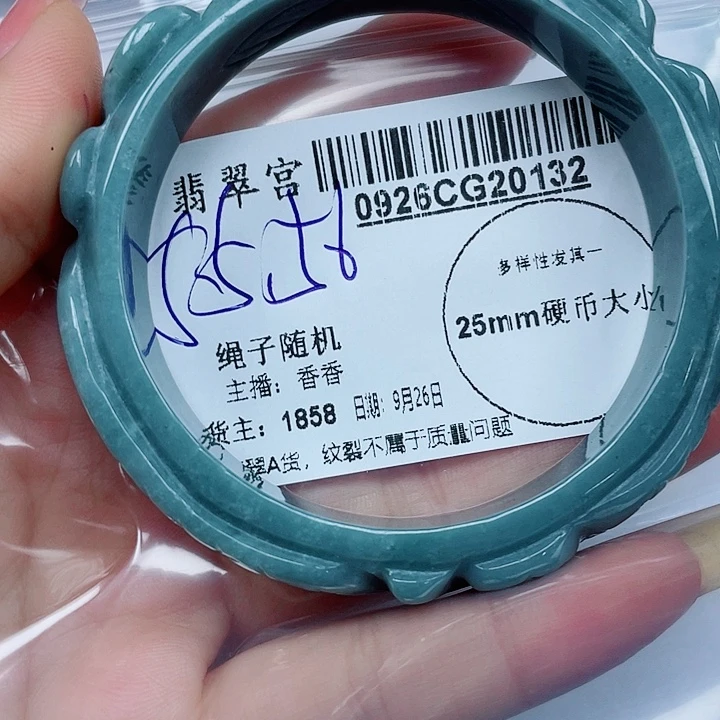 翡翠宫
0926CG20132
多样性发其一
25mm硬币大小
绳子随机
主播：香香
货主：1858 日期：9月26日
翠A货，纹裂不属于质量问题